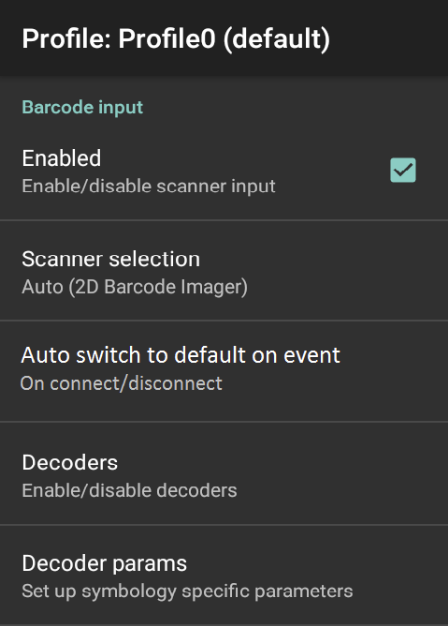 Profile: Profile0 (default)
Barcode input
Enabled
Enable/disable scanner input
Scanner selection
Auto (2D Barcode Imager)
Auto switch to default on event
On connect/disconnect
Decoders
Enable/disable decoders
Decoder params
Set up symbology specific parameters